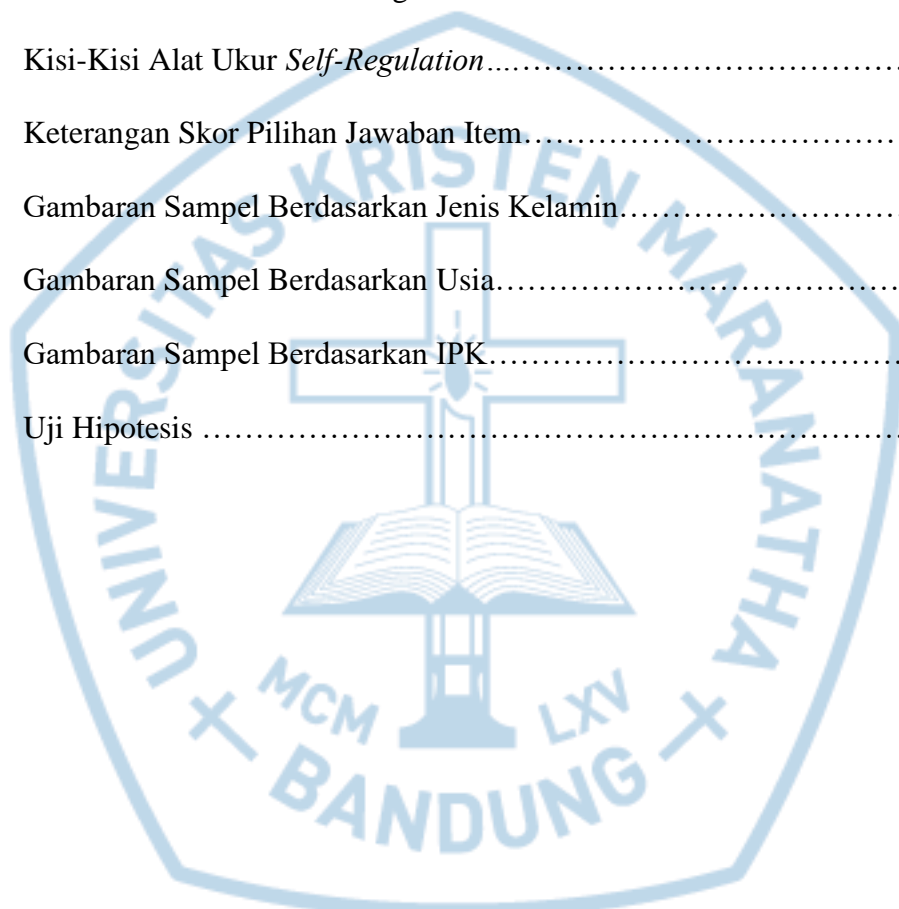 Kisi-Kisi Alat Ukur Self-Regulation….………………………………
Keterangan Skor Pilihan Jawaban Item………………………………
Gambaran Sampel Berdasarkan Jenis Kelamin………………………
Gambaran Sampel Berdasarkan Usia…………………………………
Gambaran Sampel Berdasarkan IPK…………………………………
Uji Hipotesis ……………………………………………………………
UNIVERSITAS KRISTEN MARANATHA
MCM LXV
BANDUNG